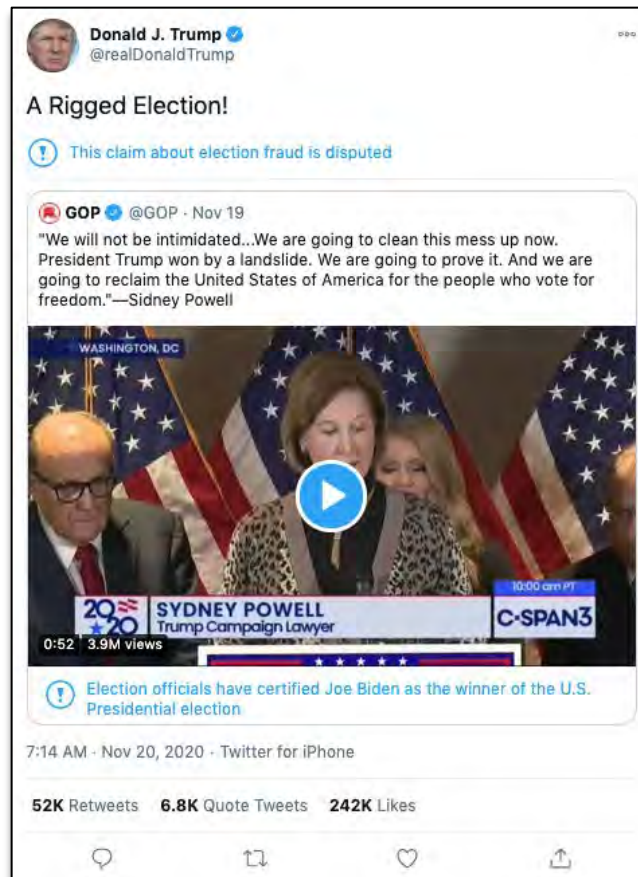 Donald J. Trump
@realDonaldTrump
A Rigged Election!
This claim about election fraud is disputed
GOP @GOP · Nov 19
"We will not be intimidated...We are going to clean this mess up now.
President Trump won by a landslide. We are going to prove it. And we are
going to reclaim the United States of America for the people who vote for
freedom."—Sidney Powell
WASHINGTON, DC
10:00 am PT
2020
SYDNEY POWELL
Trump Campaign Lawyer
C-SPAN3
0:52 3.9M views
Election officials have certified Joe Biden as the winner of the U.S.
Presidential election
7:14 AM · Nov 20, 2020 · Twitter for iPhone
52K Retweets 6.8K Quote Tweets 242K Likes